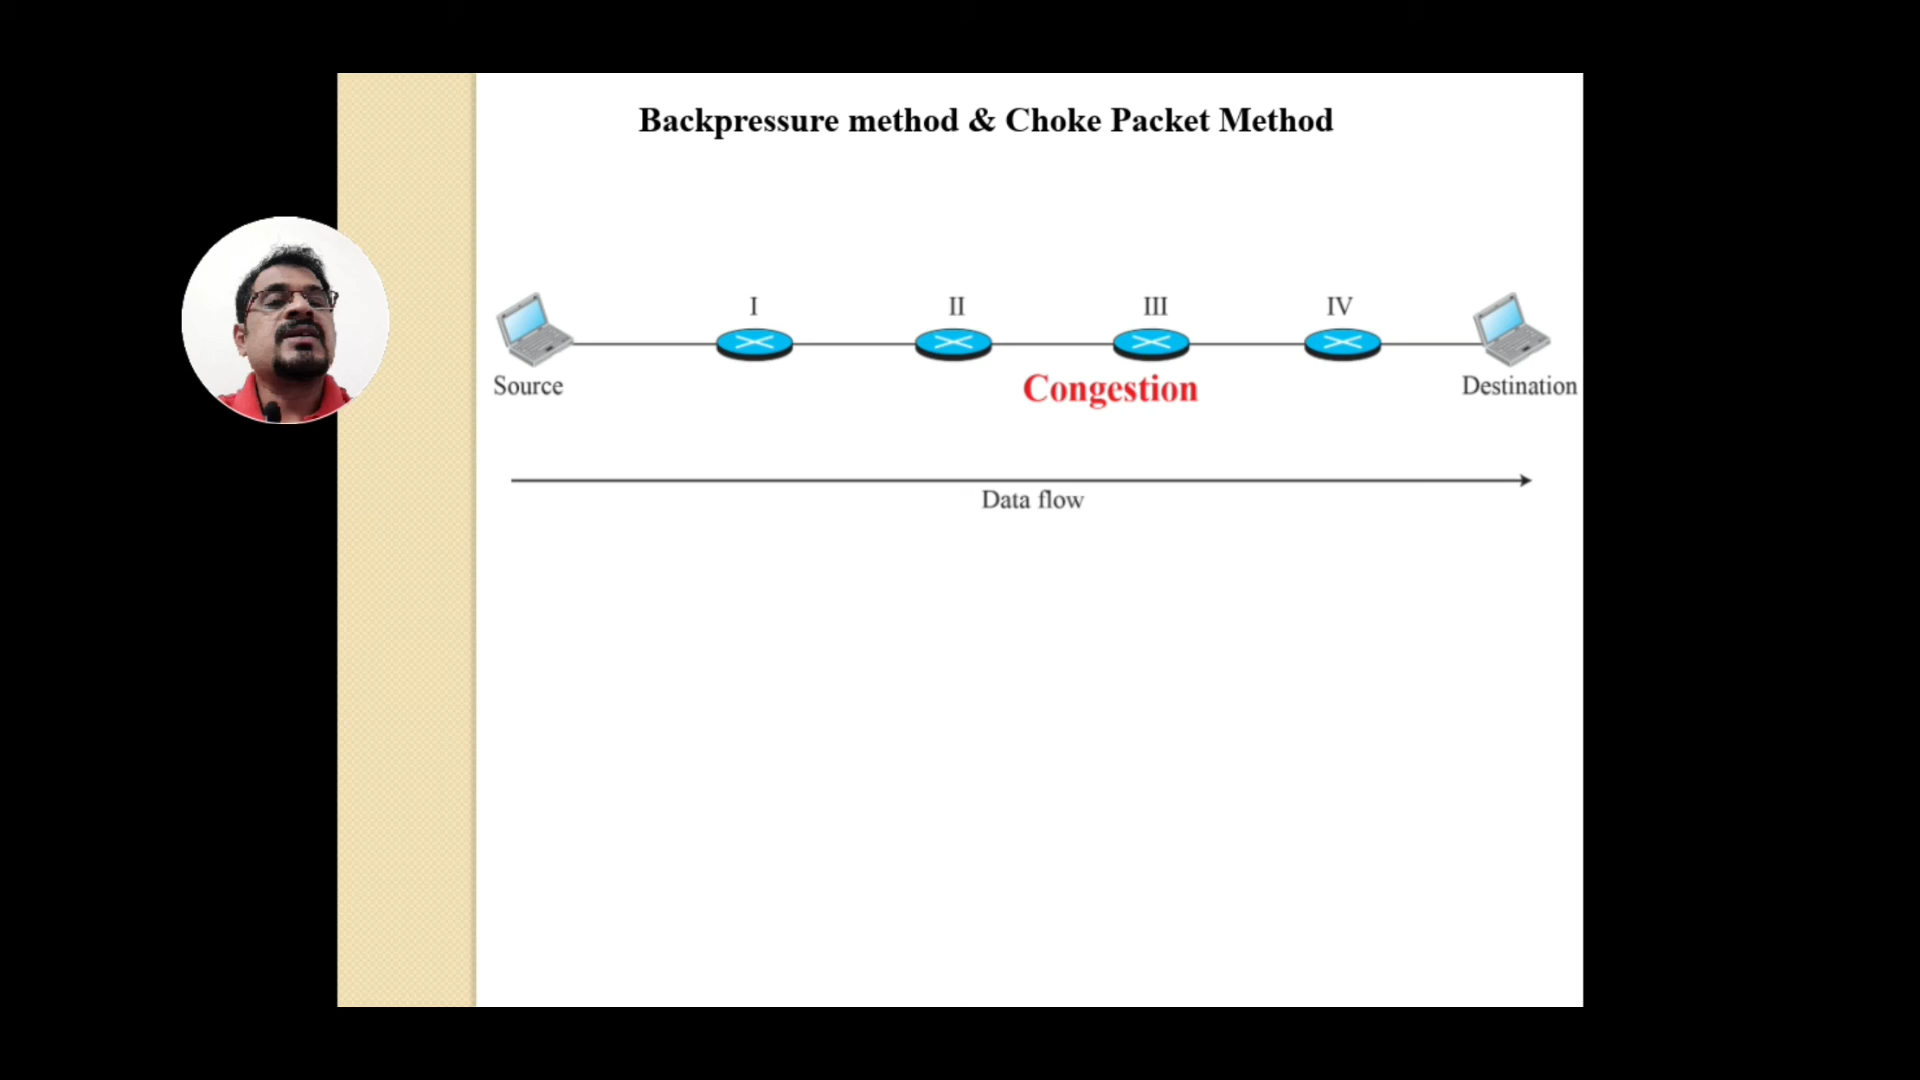 Backpressure method & Choke Packet Method
I II III IV
Source Congestion Destination
Data flow